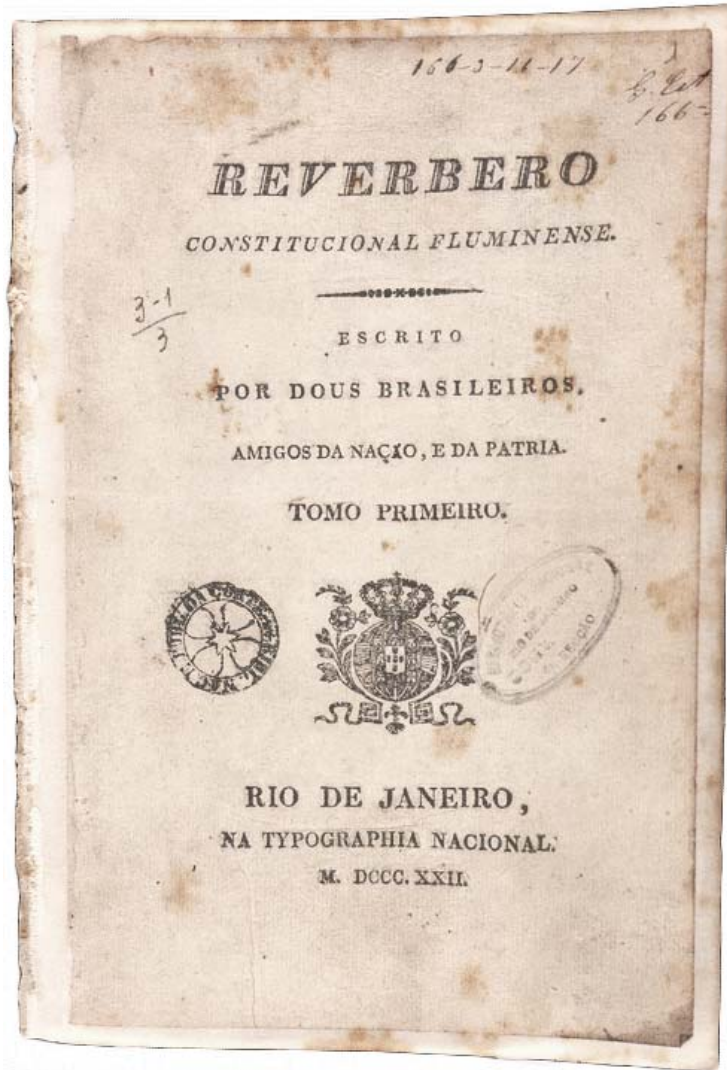 166-3-11-17
166-
REVERBERO
CONSTITUCIONAL FLUMINENSE.
3-1
3
ESCRITO
POR DOUS BRASILEIROS,
AMIGOS DA NAÇÃO, E DA PATRIA.
TOMO PRIMEIRO.
RIO DE JANEIRO,
NA TYPOGRAPHIA NACIONAL.
M. DCCC. XXII.